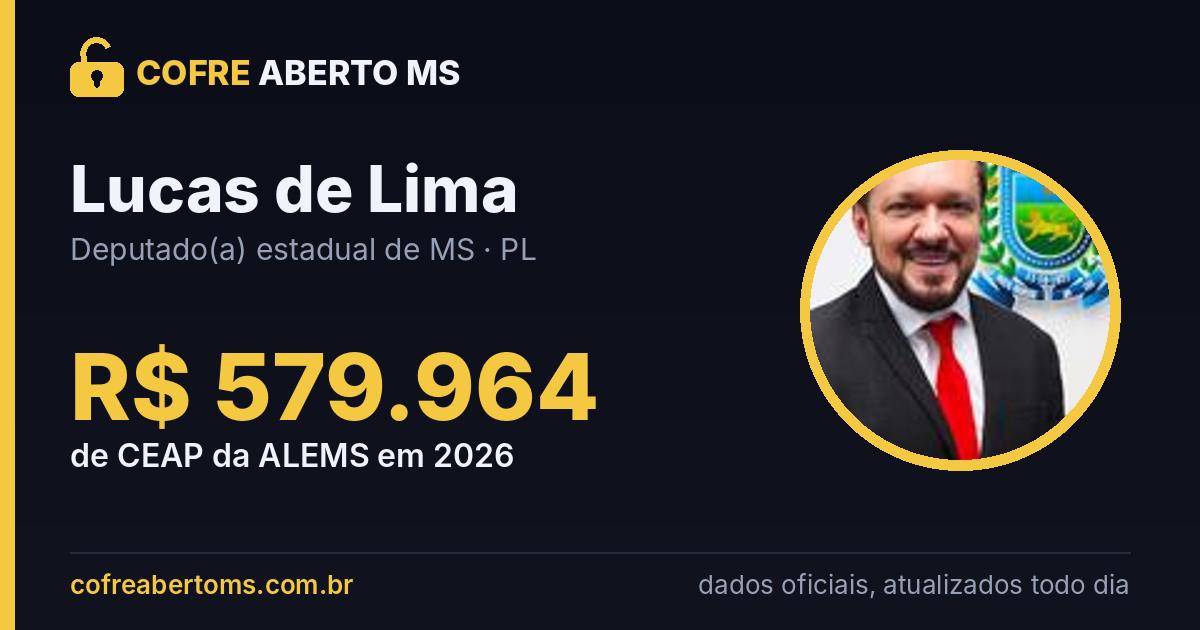 COFRE ABERTO MS
Lucas de Lima
Deputado(a) estadual de MS · PL
R$ 579.964
de CEAP da ALEMS em 2026
cofreabertoms.com.br
dados oficiais, atualizados todo dia